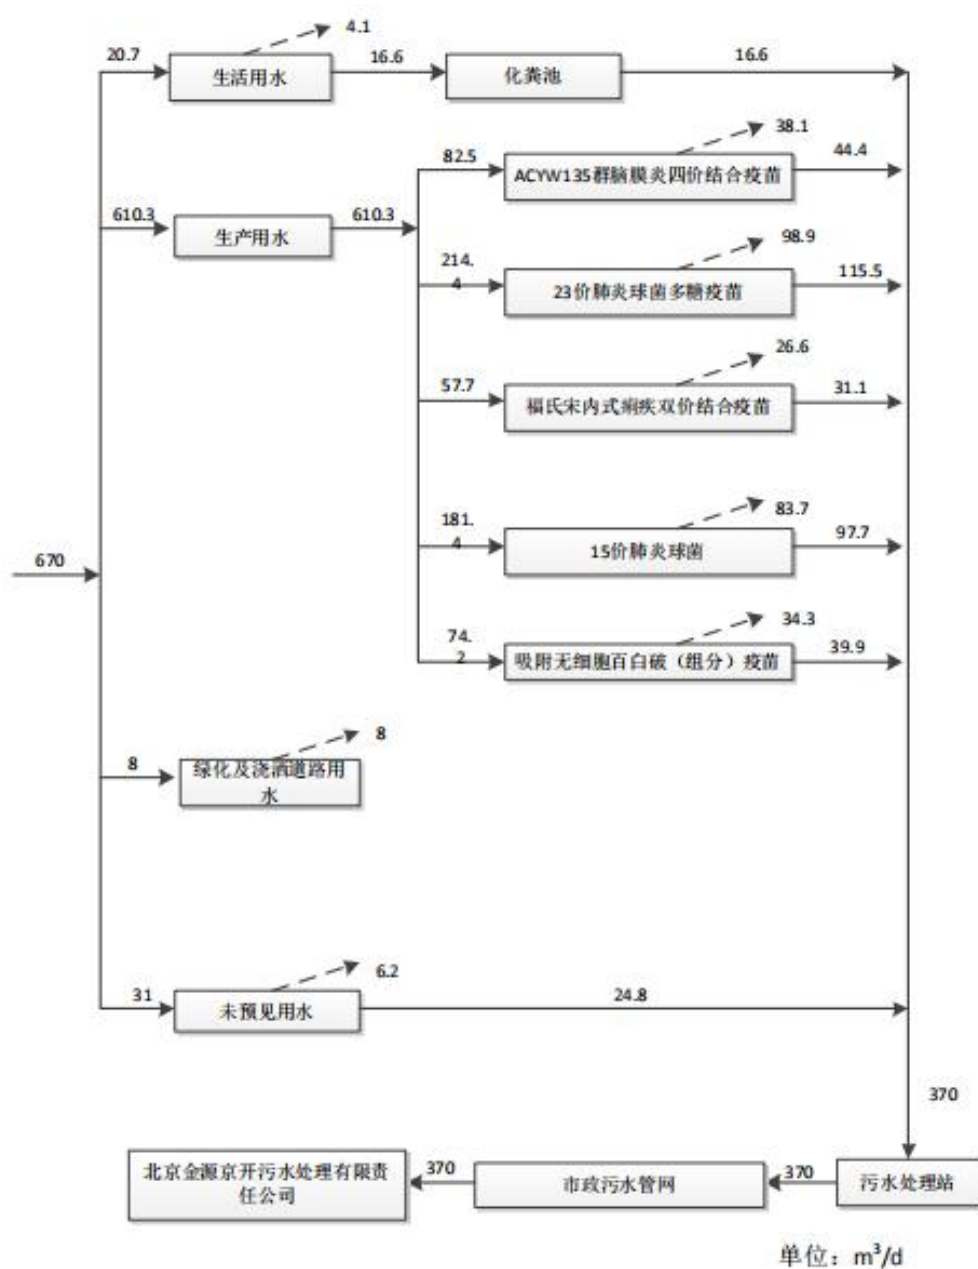 4.1
20.7
生活用水
16.6
化粪池
16.6
38.1
82.5
ACYW135群脑膜炎四价结合疫苗
44.4
610.3
生产用水
610.3
98.9
214.
4
23价肺炎球菌多糖疫苗
115.5
26.6
57.7
福氏宋内式痢疾双价结合疫苗
31.1
83.7
181.
4
15价肺炎球菌
97.7
670
34.3
74.
2
吸附无细胞百白破（组分）疫苗
39.9
8
8
绿化及浇洒道路用
水
6.2
31
未预见用水
24.8
370
北京金源京开污水处理有限责
任公司
370
市政污水管网
370
污水处理站
单位：m³/d